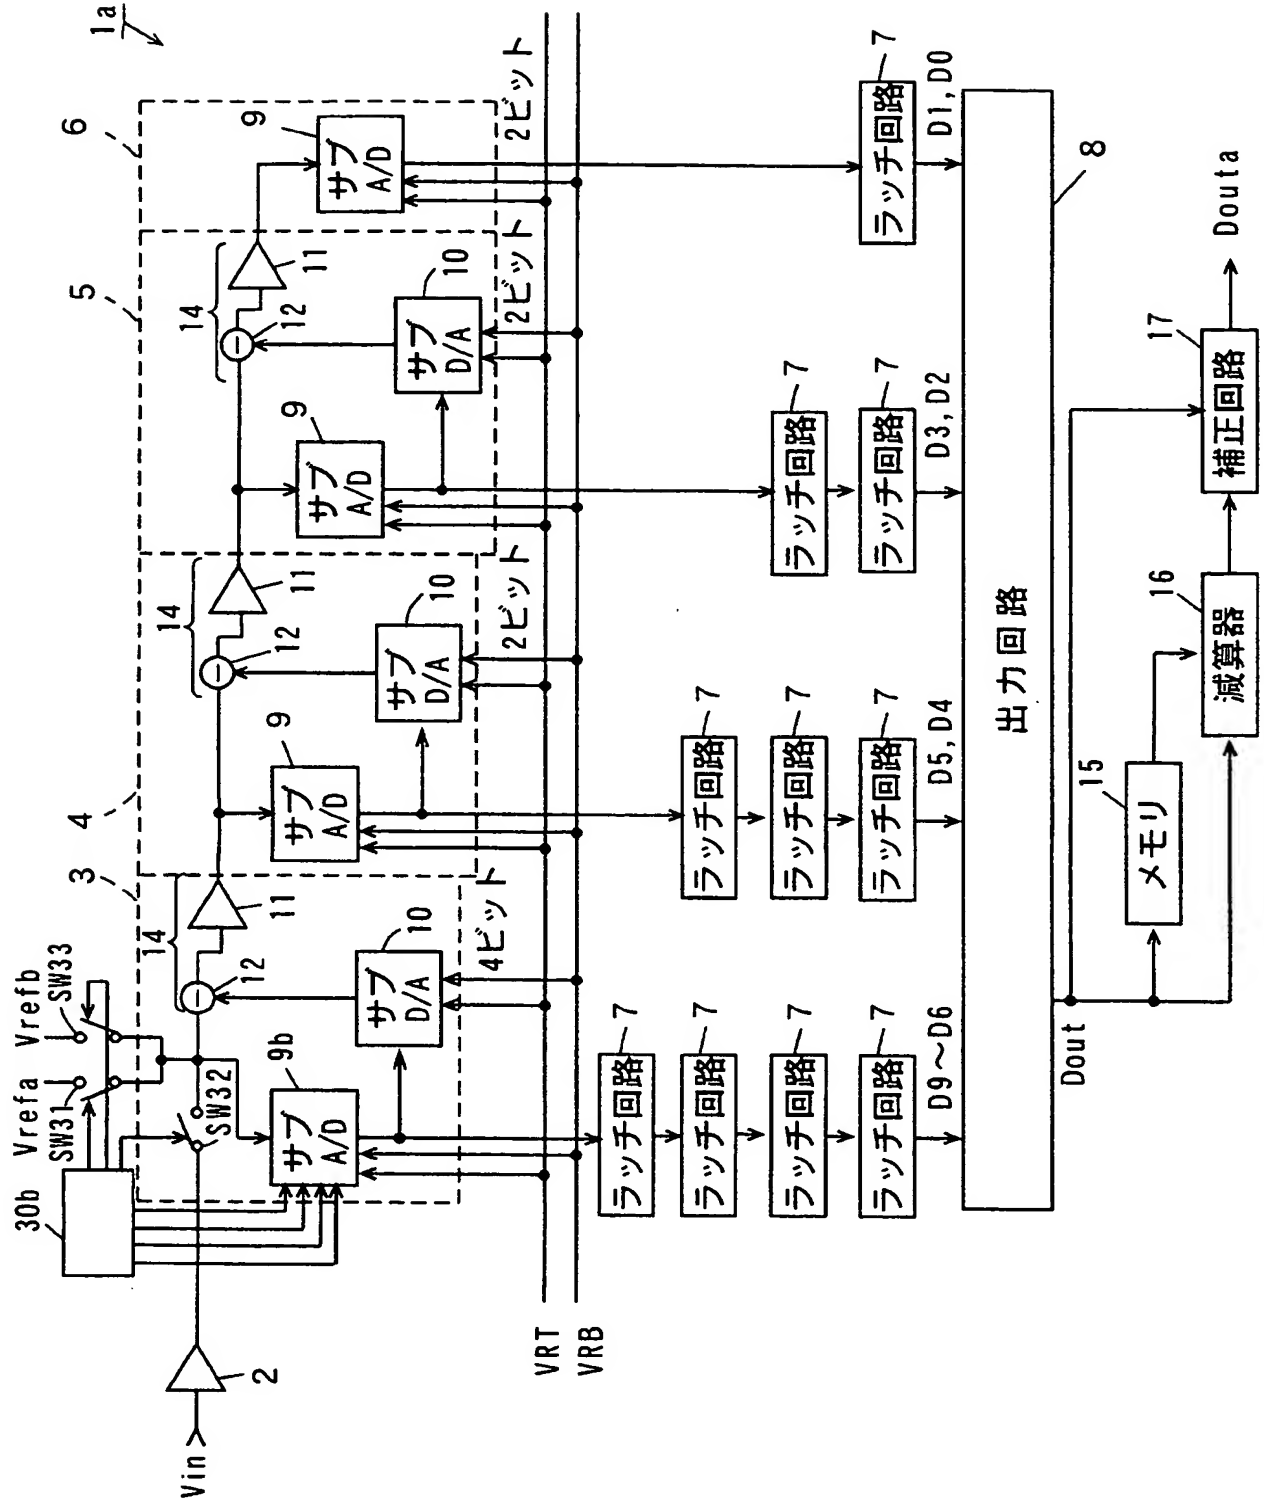 1a
Vrefa
Vrefb
SW31
SW33
30b
3
4
5
6
14
14
14
11
11
11
12
12
12
SW32
Vin
2
9b
サブ
A/D
10
サブ
D/A
4ビット
9
サブ
A/D
10
サブ
D/A
2ビット
9
サブ
A/D
10
サブ
D/A
2ビット
9
サブ
A/D
2ビット
VRT
VRB
ラッチ回路
7
ラッチ回路
7
ラッチ回路
7
ラッチ回路
7
D9～D6
ラッチ回路
7
ラッチ回路
7
ラッチ回路
7
D5,D4
ラッチ回路
7
ラッチ回路
7
D3,D2
ラッチ回路
7
D1,D0
出力回路
8
Dout
15
メモリ
16
減算器
17
補正回路
Douta